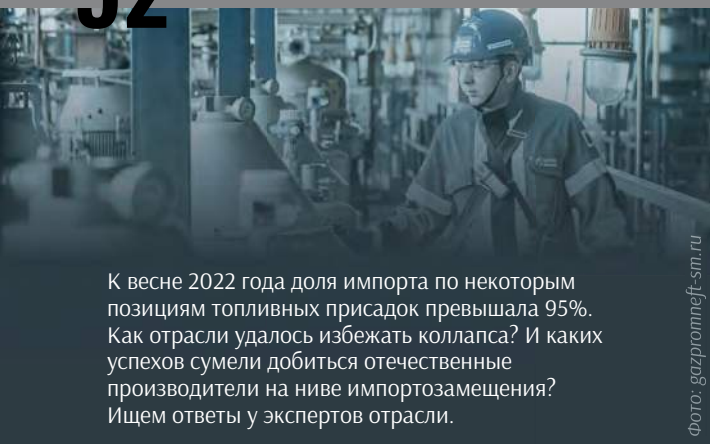 К весне 2022 года доля импорта по некоторым
позициям топливных присадок превышала 95%.
Как отрасли удалось избежать коллапса? И каких
успехов сумели добиться отечественные
производители на ниве импортозамещения?
Ищем ответы у экспертов отрасли.
Фото: gazpromneft-sm.ru